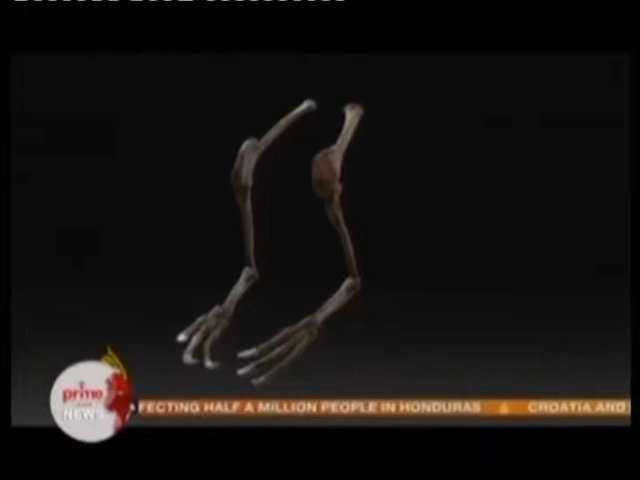 prime
NEWS
FECTING HALF A MILLION PEOPLE IN HONDURAS
CROATIA AND